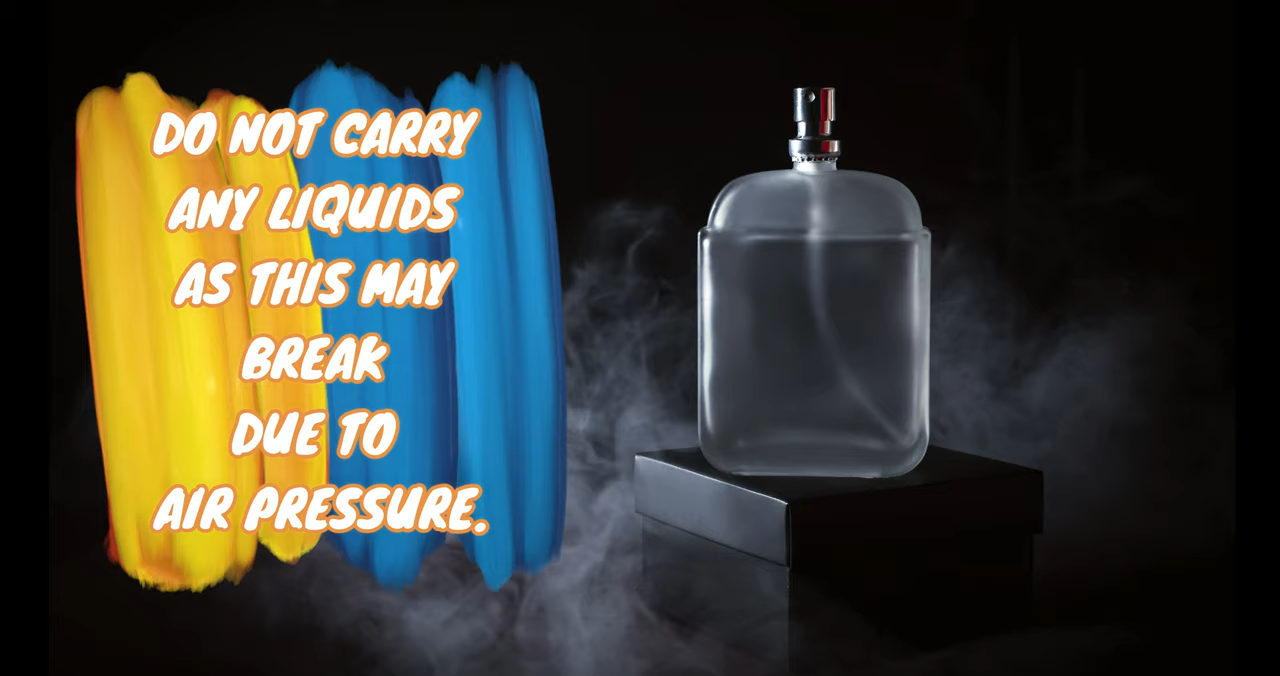 DO NOT CARRY
ANY LIQUIDS
AS THIS MAY
BREAK
DUE TO
AIR PRESSURE.